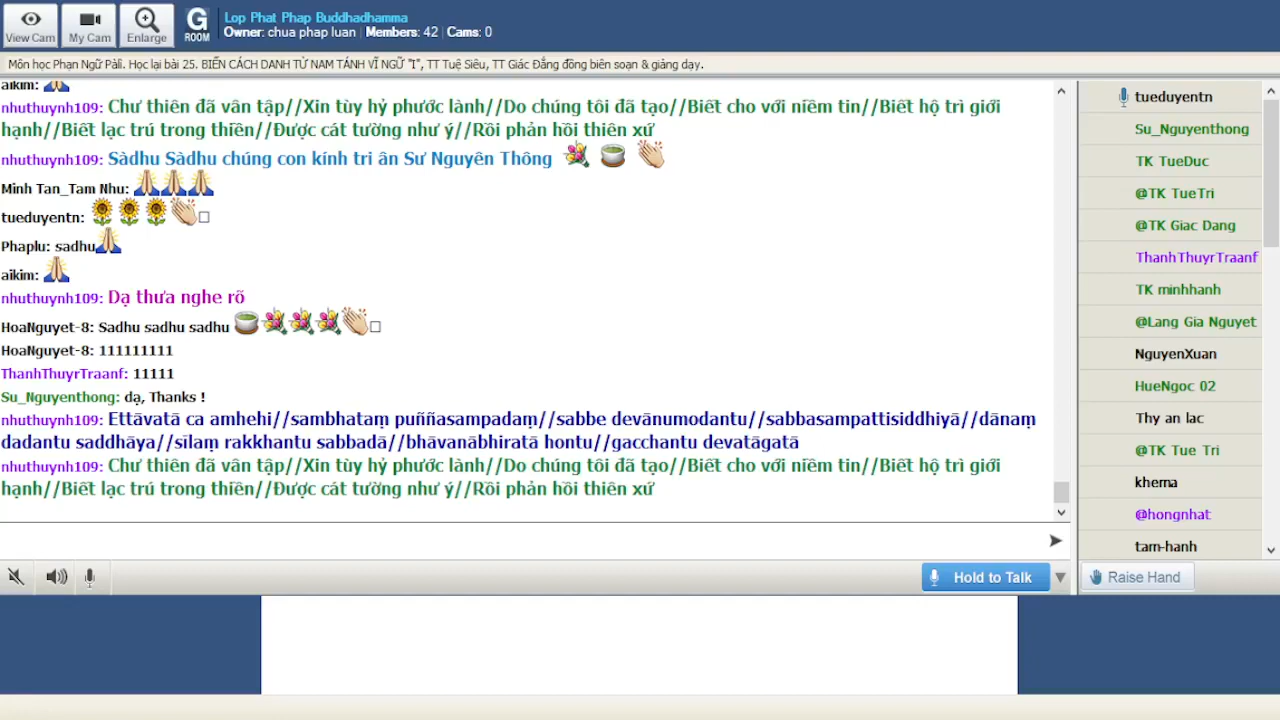 View Cam
My Cam
Enlarge
G
ROOM
Lop Phat Phap Buddhadhamma
Owner: chua phap luan Members: 42 Cams: 0
Môn học Phạn Ngữ Pàli. Học lại bài 25. BIẾN CÁCH DANH TỪ NAM TÁNH VĨ NGỮ "I", TT Tuệ Siêu, TT Giác Đẳng đồng biên soạn & giảng dạy.
aikim:
nhuthuynh109: Chư thiên đã vân tập//Xin tùy hỷ phước lành//Do chúng tôi đã tạo//Biết cho với niềm tin//Biết hộ trì giới
hạnh//Biết lạc trú trong thiền//Được cát tường như ý//Rồi phản hồi thiên xứ
nhuthuynh109: Sàdhu Sàdhu chúng con kính tri ân Sư Nguyên Thông
Minh Tan_Tam Nhu:
tueduyentn:
Phaplu: sadhu
aikim:
nhuthuynh109: Dạ thưa nghe rõ
HoaNguyet-8: Sadhu sadhu sadhu
HoaNguyet-8: 111111111
ThanhThuyrTraanf: 11111
Su_Nguyenthong: dạ, Thanks !
nhuthuynh109: Ettāvatā ca amhehi//sambhataṃ puññasampadaṃ//sabbe devānumodantu//sabbasampattisiddhiyā//dānaṃ
dadantu saddhāya//sīlaṃ rakkhantu sabbadā//bhāvanābhiratā hontu//gacchantu devatāgatā
nhuthuynh109: Chư thiên đã vân tập//Xin tùy hỷ phước lành//Do chúng tôi đã tạo//Biết cho với niềm tin//Biết hộ trì giới
hạnh//Biết lạc trú trong thiền//Được cát tường như ý//Rồi phản hồi thiên xứ
Hold to Talk
tueduyentn
Su_Nguyenthong
TK TueDuc
@TK TueTri
@TK Giac Dang
ThanhThuyrTraanf
TK minhhanh
@Lang Gia Nguyet
NguyenXuan
HueNgoc 02
Thy an lac
@TK Tue Tri
khema
@hongnhat
tam-hanh
Raise Hand